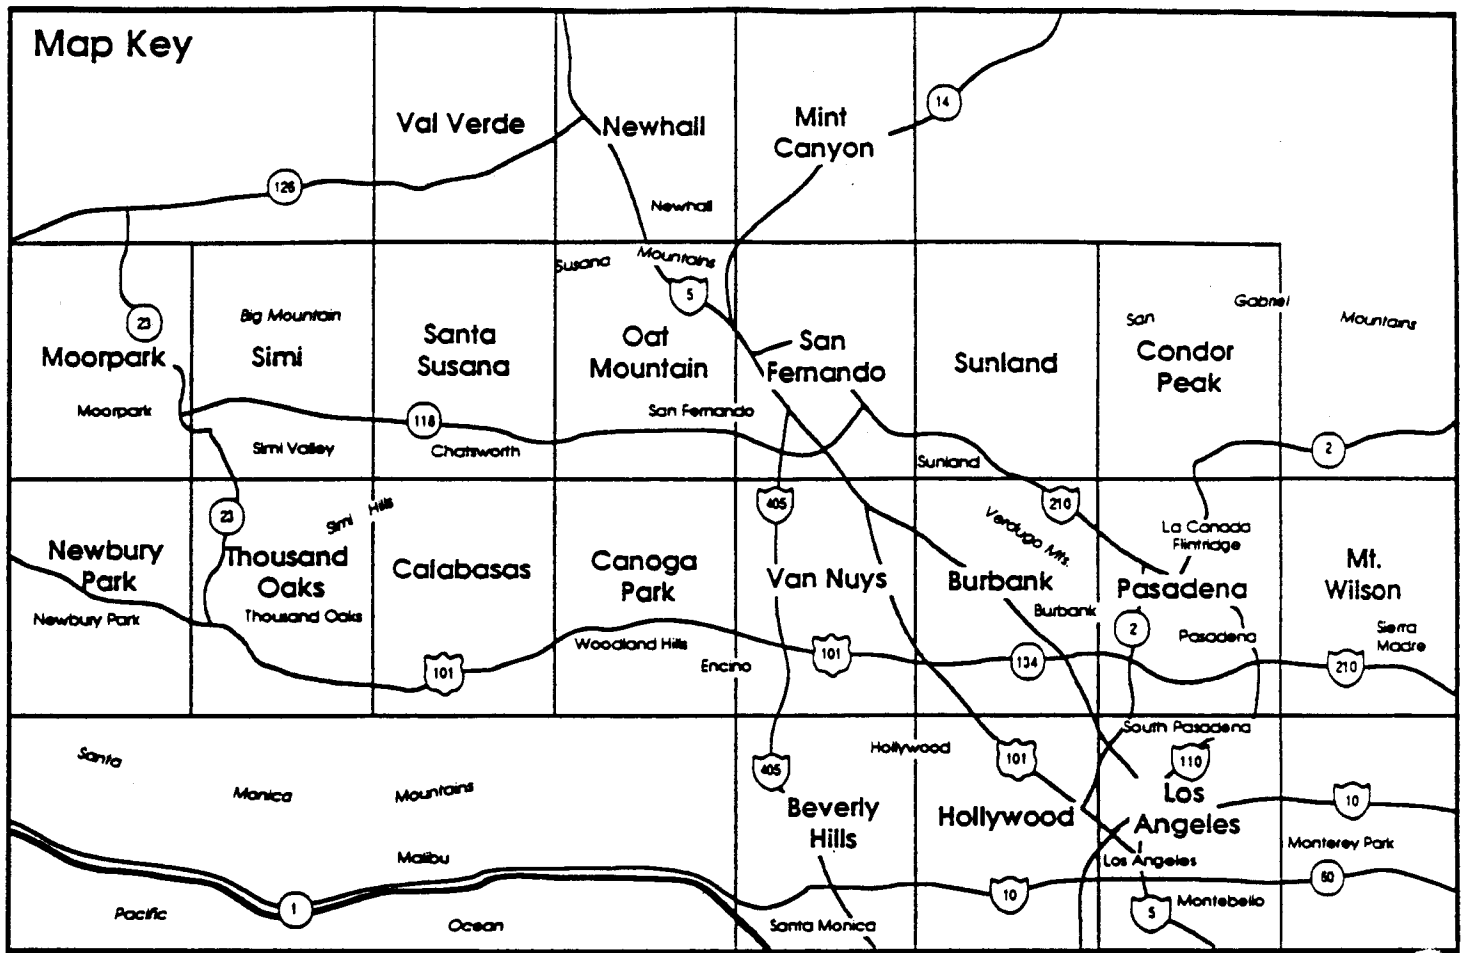 Map Key
14
Val Verde
Newhall
Mint
Canyon
126
Newhall
Susana
Mountains
5
23
Big Mountain
San
Gabriel
Mountains
Moorpark
Simi
Santa
Susana
Oat
Mountain
San
Fernando
Sunland
Condor
Peak
Moorpark
118
San Fernando
Simi Valley
Chatsworth
Sunland
2
23
Simi Hills
405
210
Verdugo Mts.
La Canada
Flintridge
Newbury
Park
Thousand
Oaks
Calabasas
Canoga
Park
Van Nuys
Burbank
Pasadena
Mt.
Wilson
Newbury Park
Thousand Oaks
Burbank
2
Pasadena
Sierra
Madre
Woodland Hills
101
Encino
101
134
210
Santa
Monica
Mountains
Hollywood
South Pasadena
405
101
110
10
Beverly
Hills
Hollywood
Los
Angeles
Malibu
Los Angeles
Monterey Park
1
10
60
Pacific
Ocean
Santa Monica
5
Montebello